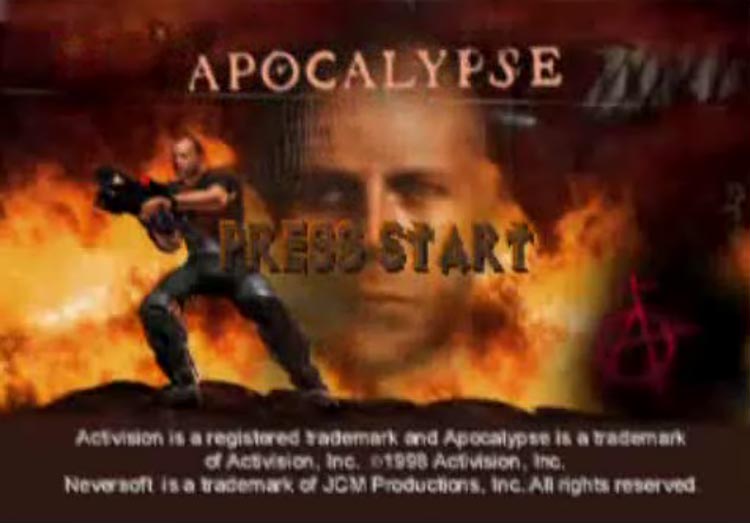 APOCALYPSE
PRESS START
Activision is a registered trademark and Apocalypse is a trademark
of Activision, Inc. ©1998 Activision, Inc.
Neversoft is a trademark of JCM Productions, Inc. All rights reserved.